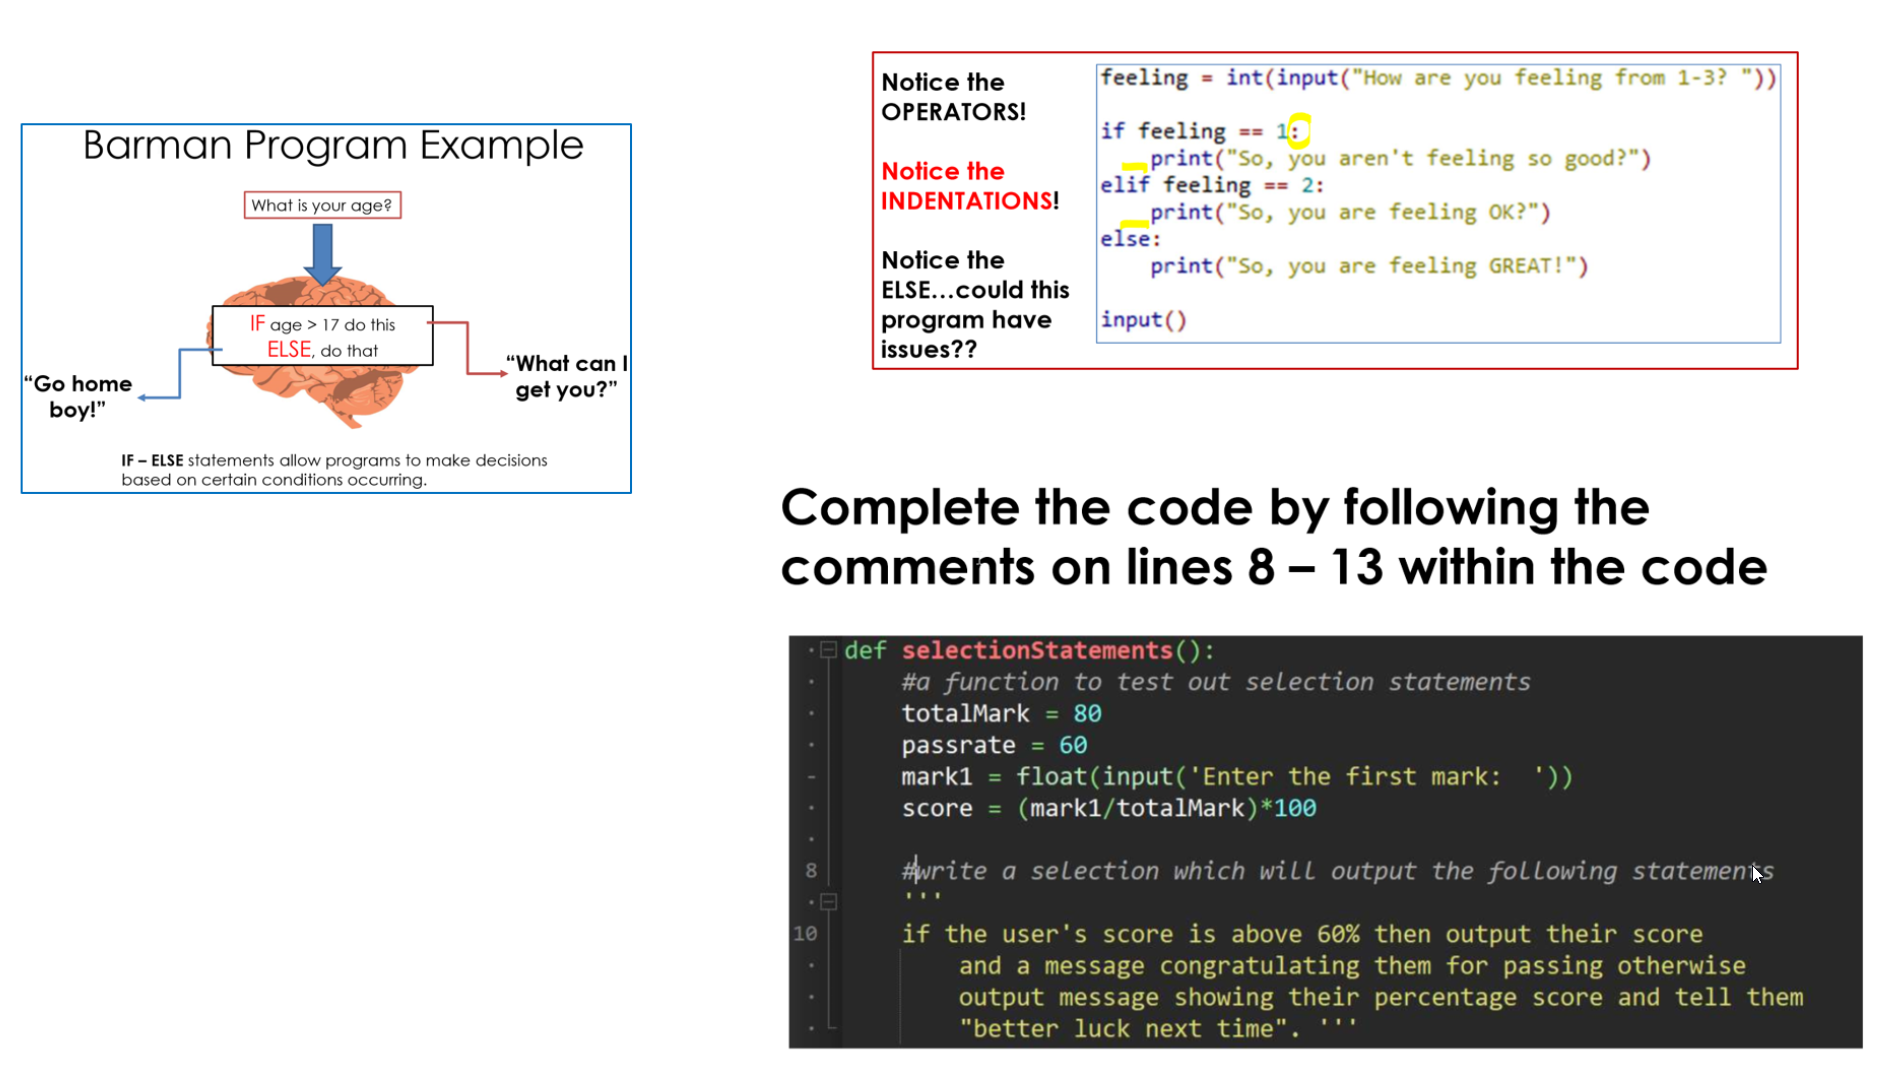 Barman Program Example
What is your age?
IF age > 17 do this
ELSE, do that
“Go home
boy!”
“What can I
get you?”
IF – ELSE statements allow programs to make decisions
based on certain conditions occurring.
Notice the
OPERATORS!
Notice the
INDENTATIONS!
Notice the
ELSE…could this
program have
issues??
feeling = int(input("How are you feeling from 1-3? "))
if feeling == 1:
    print("So, you aren't feeling so good?")
elif feeling == 2:
    print("So, you are feeling OK?")
else:
    print("So, you are feeling GREAT!")
input()
Complete the code by following the
comments on lines 8 – 13 within the code
def selectionStatements():
    #a function to test out selection statements
    totalMark = 80
    passrate = 60
    mark1 = float(input('Enter the first mark:  '))
    score = (mark1/totalMark)*100
8    #write a selection which will output the following statements
    '''
10    if the user's score is above 60% then output their score
        and a message congratulating them for passing otherwise
        output message showing their percentage score and tell them
        "better luck next time". '''